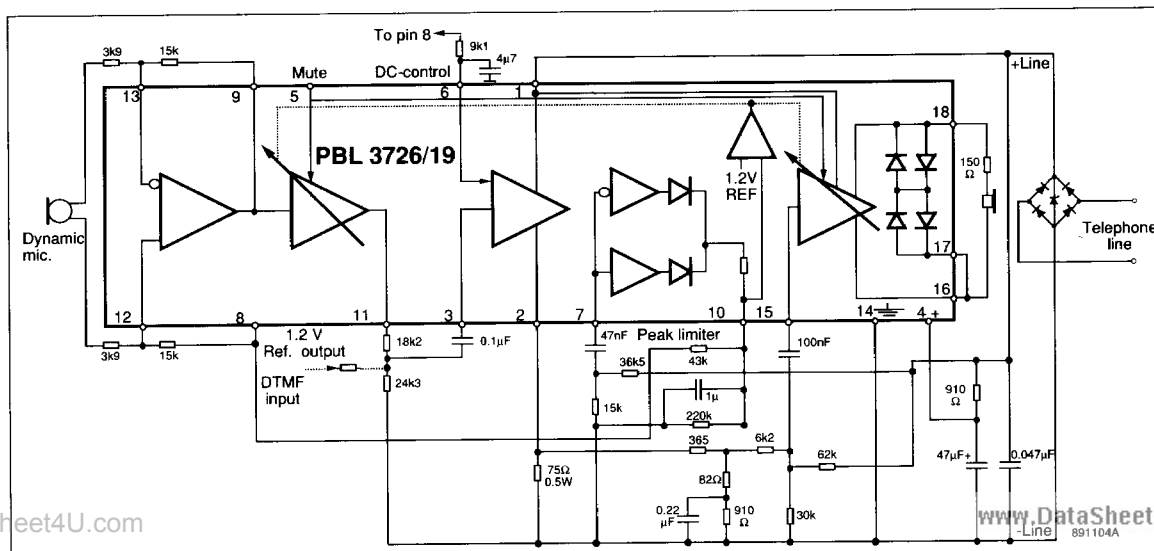 To pin 8
9k1
4μ7
3k9
15k
Mute
DC-control
+Line
13
9
5
6
1
18
PBL 3726/19
1.2V
REF
150
Ω
Dynamic
mic.
Telephone
line
17
16
12
8
11
3
2
7
10
15
14
4 +
3k9
15k
1.2 V
Ref. output
18k2
0.1μF
47nF
Peak limiter
43k
100nF
DTMF
input
24k3
36k5
1μ
15k
220k
910
Ω
365
6k2
62k
47μF+
0.047μF
75Ω
0.5W
82Ω
0.22
μF
910
Ω
30k
-Line
heet4U.com
www.DataSheet
891104A